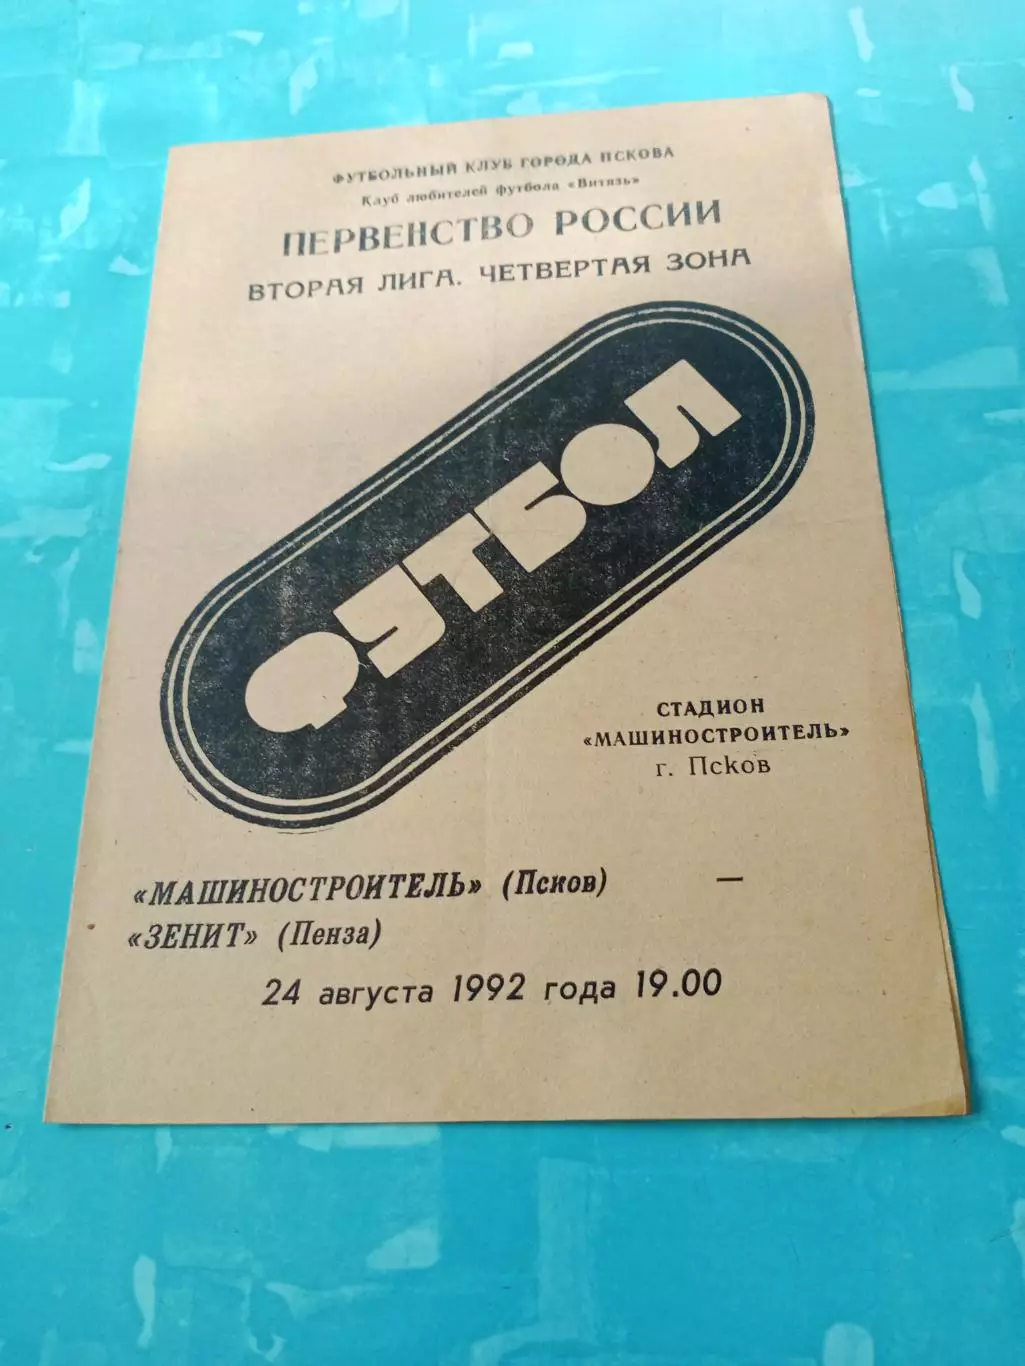 ФУТБОЛЬНЫЙ КЛУБ ГОРОДА ПСКОВА
Клуб любителей футбола «Витязь»
ПЕРВЕНСТВО РОССИИ
ВТОРАЯ ЛИГА. ЧЕТВЕРТАЯ ЗОНА
ФУТБОЛ
СТАДИОН
«МАШИНОСТРОИТЕЛЬ»
г. Псков
«МАШИНОСТРОИТЕЛЬ» (Псков) —
«ЗЕНИТ» (Пенза)
24 августа 1992 года 19.00